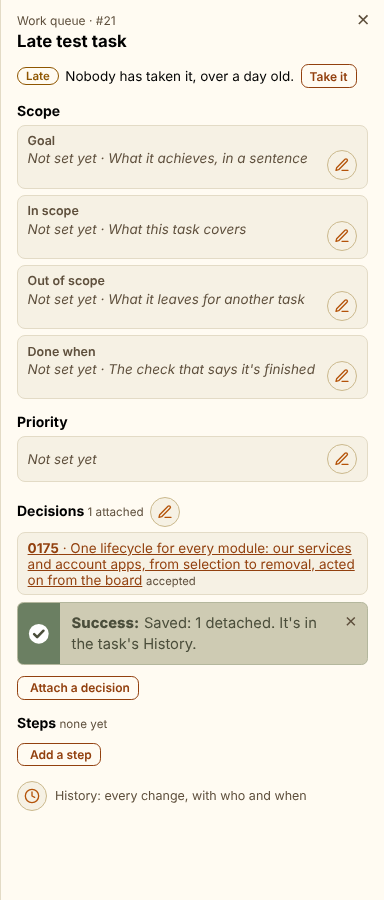 Work queue · #21
Late test task
Late Nobody has taken it, over a day old. Take it
Scope
Goal
Not set yet · What it achieves, in a sentence
In scope
Not set yet · What this task covers
Out of scope
Not set yet · What it leaves for another task
Done when
Not set yet · The check that says it's finished
Priority
Not set yet
Decisions 1 attached
0175 · One lifecycle for every module: our services
and account apps, from selection to removal, acted
on from the board accepted
Success: Saved: 1 detached. It's in
the task's History.
Attach a decision
Steps none yet
Add a step
History: every change, with who and when